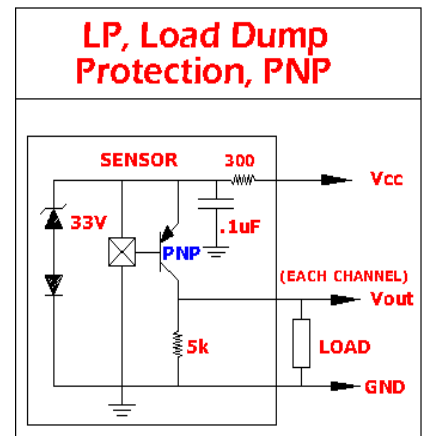 LP, Load Dump
Protection, PNP
SENSOR
300
Vcc
33V
.1uF
PNP
(EACH CHANNEL)
Vout
5k
LOAD
GND